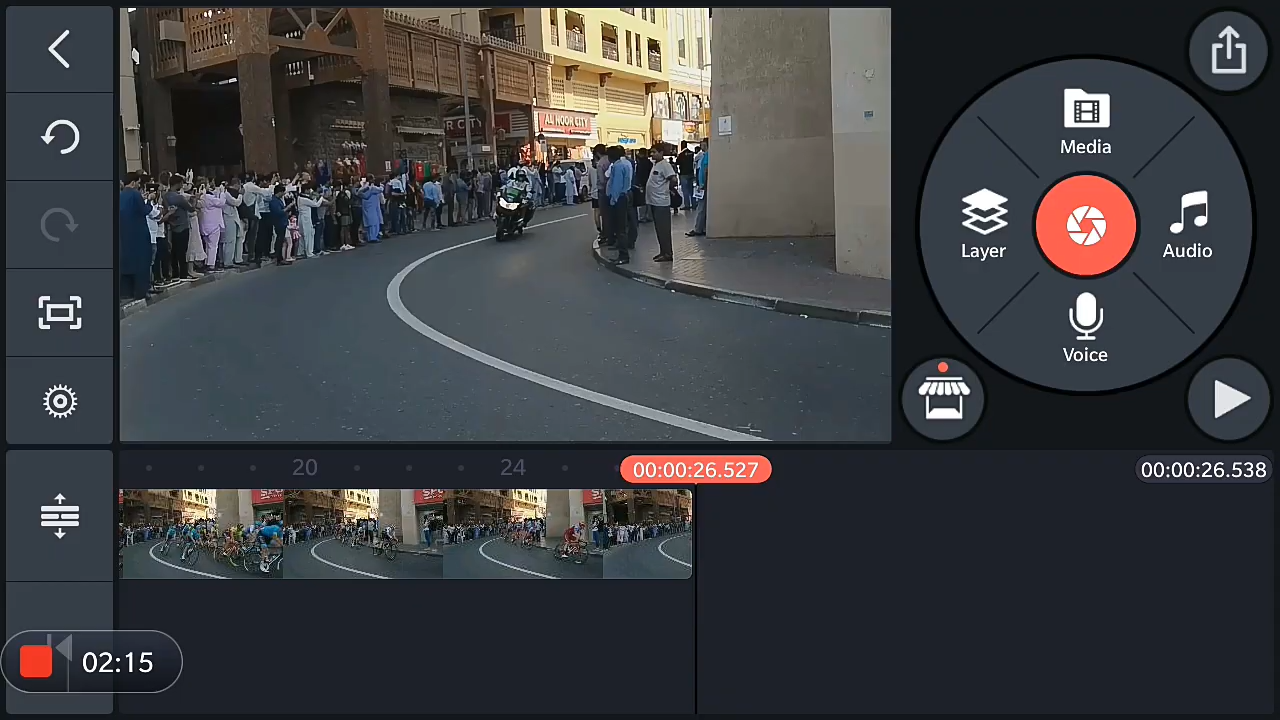 R CITY
AL NOOR CITY
Media
Layer
Audio
Voice
20
24
00:00:26.527
00:00:26.538
02:15